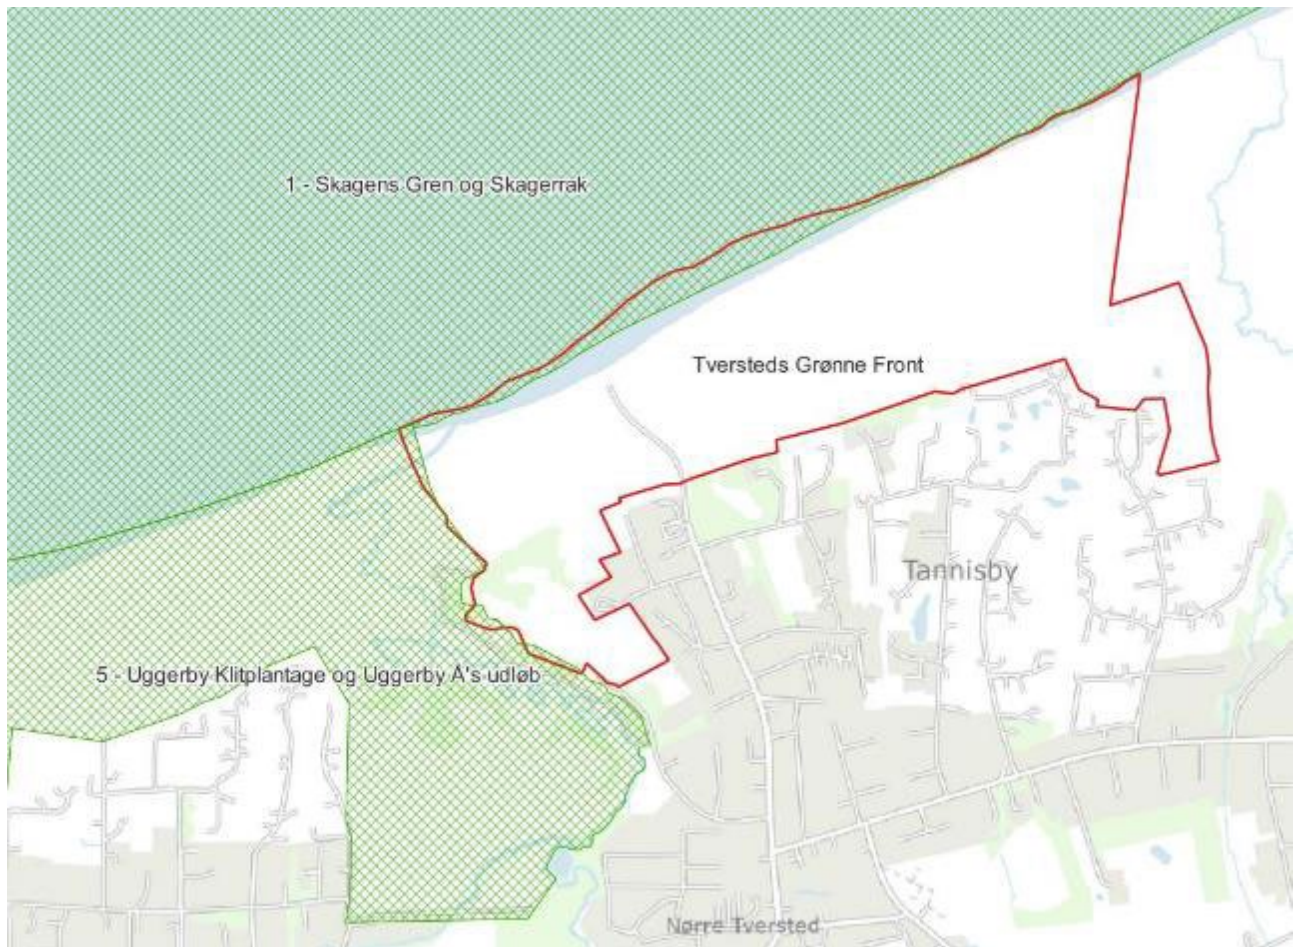 1 - Skagens Gren og Skagerrak
Tversteds Grønne Front
Tannisby
5 - Uggerby Klitplantage og Uggerby Å's udløb
Nørre Tversted